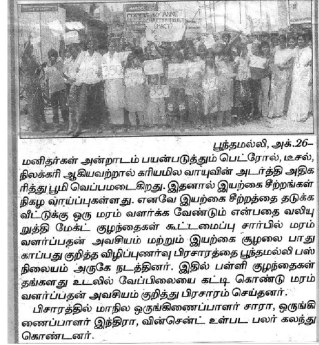 பூந்தமல்லி, அக்.26–
மனிதர்கள் அன்றாடம் பயன்படுத்தும் பெட்ரோல், டீசல்,
நிலக்கரி ஆகியவற்றால் கரியமில வாயுவின் அடர்த்தி அதிக
ரித்து பூமி வெப்பமடைகிறது. இதனால் இயற்கை சீற்றங்கள்
நிகழ வாய்ப்புகள்ளது. எனவே இயற்கை சீற்றத்தை தடுக்க
வீட்டுக்கு ஒரு மரம் வளர்க்க வேண்டும் என்பதை வலியு
றுத்தி மேக்ட் குழந்தைகள் கூட்டமைப்பு சார்பில் மரம்
வளர்ப்பதன் அவசியம் மற்றும் இயற்கை சூழலை பாது
காப்பது குறித்த விழிப்புணர்வு பிரசாரத்தை பூந்தமல்லி பஸ்
நிலையம் அருகே நடத்தினர். இதில் பள்ளி குழந்தைகள்
தங்களது உடலில் வேப்பிலையை கட்டி கொண்டு மரம்
வளர்ப்பதன் அவசியம் குறித்து பிரசாரம் செய்தனர்.
பிரசாரத்தில் மாநில ஒருங்கிணைப்பாளர் சாரா, ஒருங்கி
ணைப்பாளர் இந்திரா, வின்சென்ட் உள்பட பலர் கலந்து
கொண்டனர்.